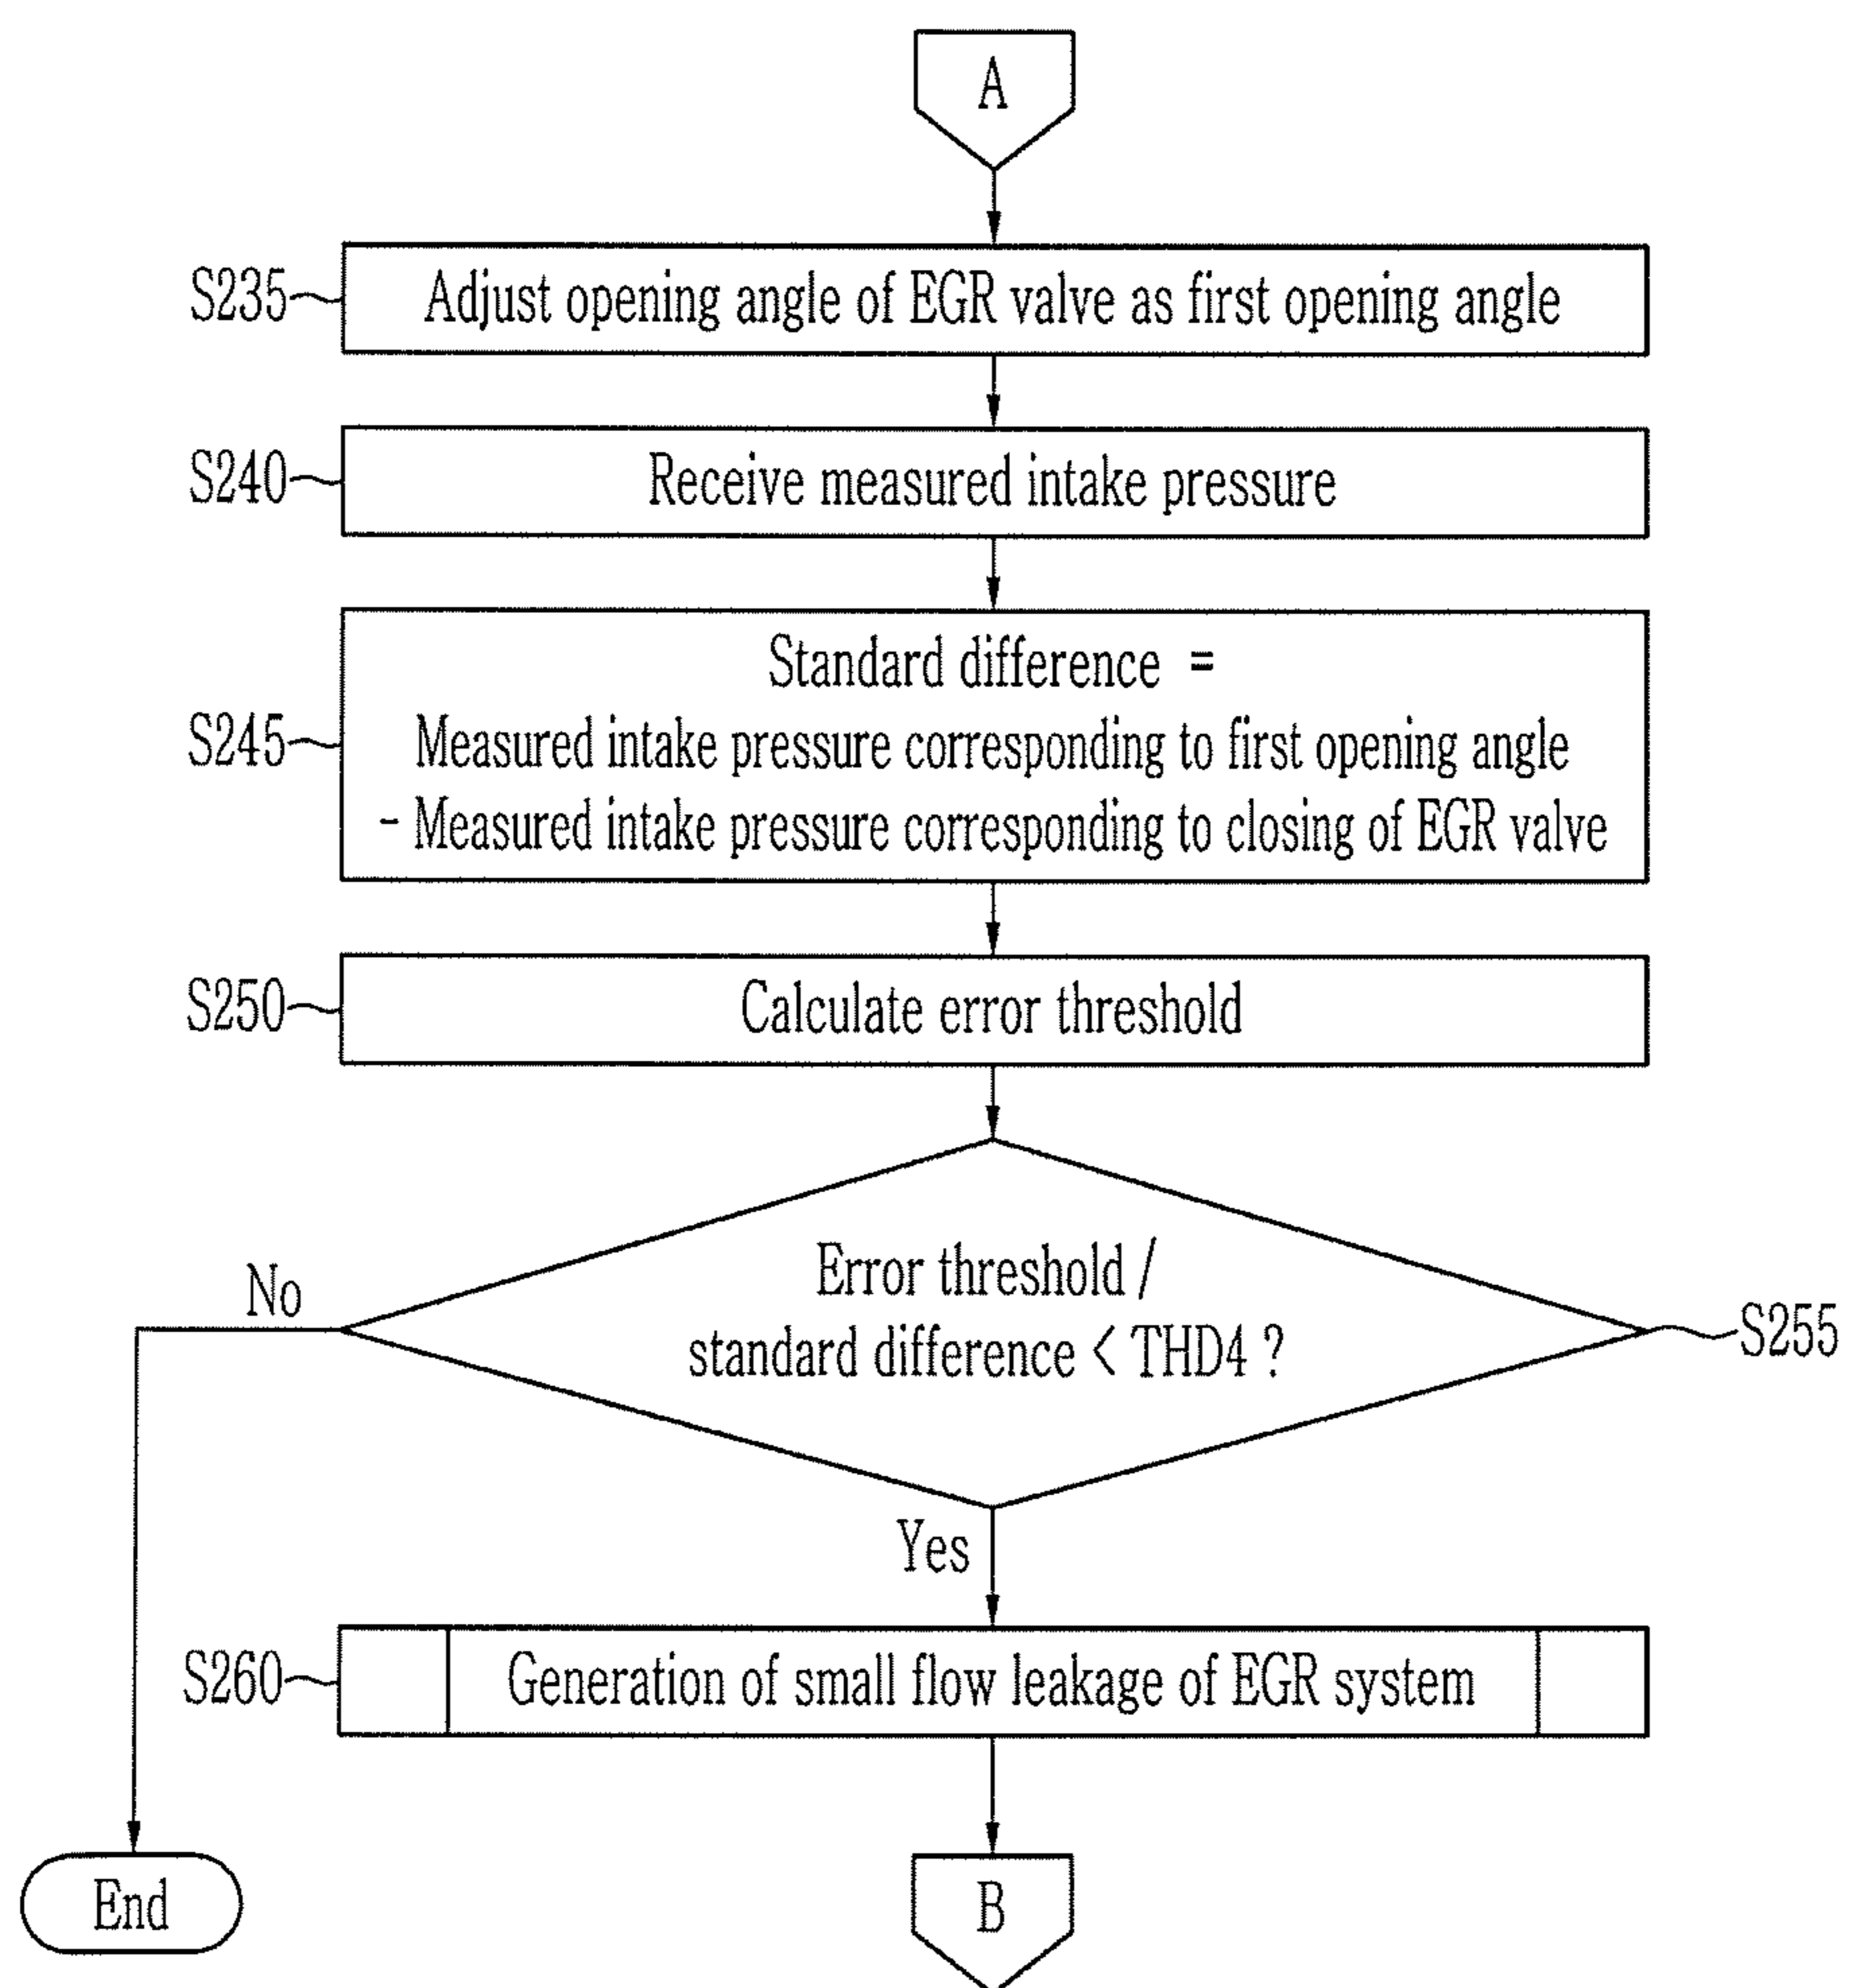 A
S235
Adjust opening angle of EGR valve as first opening angle
S240
Receive measured intake pressure
S245
Standard difference =
Measured intake pressure corresponding to first opening angle
- Measured intake pressure corresponding to closing of EGR valve
S250
Calculate error threshold
Error threshold /
standard difference < THD4 ?
S255
No
Yes
S260
Generation of small flow leakage of EGR system
End
B